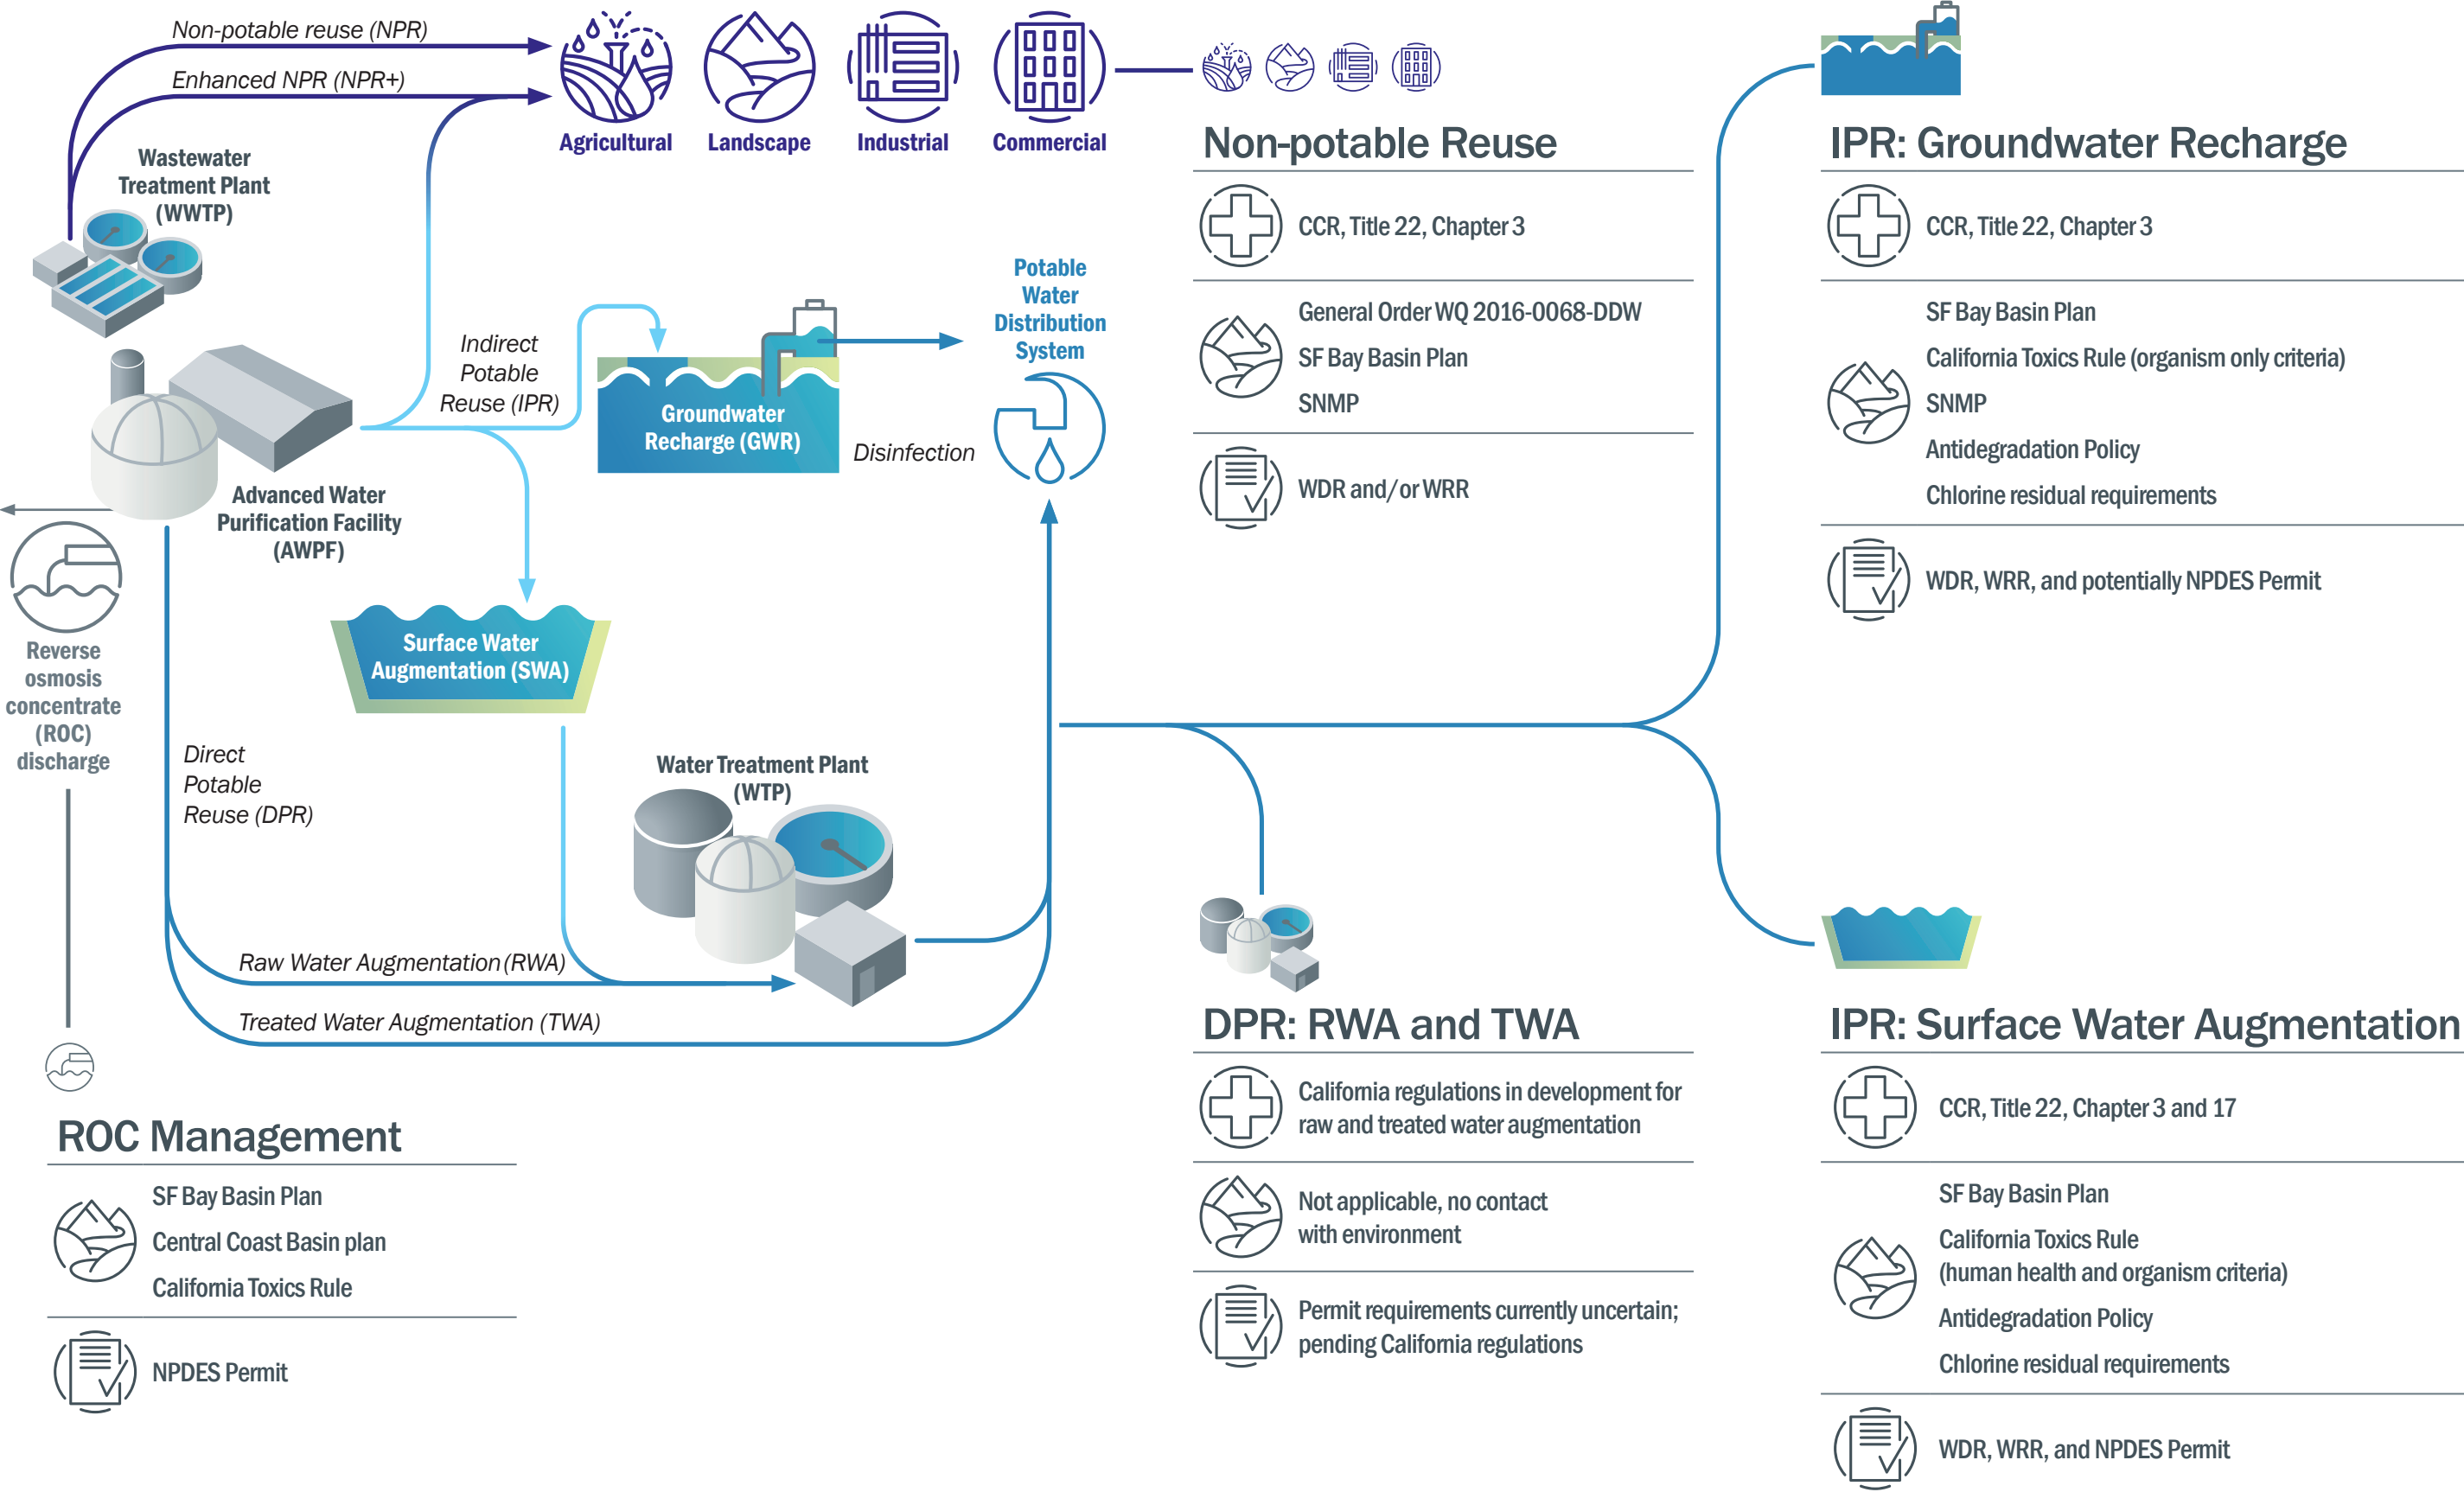 Non-potable reuse (NPR)
Enhanced NPR (NPR+)
Agricultural
Landscape
Industrial
Commercial
Wastewater
Treatment Plant
(WWTP)
Indirect
Potable
Reuse (IPR)
Groundwater
Recharge (GWR)
Disinfection
Potable
Water
Distribution
System
Advanced Water
Purification Facility
(AWPF)
Reverse
osmosis
concentrate
(ROC)
discharge
Surface Water
Augmentation (SWA)
Direct
Potable
Reuse (DPR)
Water Treatment Plant
(WTP)
Raw Water Augmentation (RWA)
Treated Water Augmentation (TWA)
ROC Management
SF Bay Basin Plan
Central Coast Basin plan
California Toxics Rule
NPDES Permit
Non-potable Reuse
CCR, Title 22, Chapter 3
General Order WQ 2016-0068-DDW
SF Bay Basin Plan
SNMP
WDR and/or WRR
DPR: RWA and TWA
California regulations in development for
raw and treated water augmentation
Not applicable, no contact
with environment
Permit requirements currently uncertain;
pending California regulations
IPR: Groundwater Recharge
CCR, Title 22, Chapter 3
SF Bay Basin Plan
California Toxics Rule (organism only criteria)
SNMP
Antidegradation Policy
Chlorine residual requirements
WDR, WRR, and potentially NPDES Permit
IPR: Surface Water Augmentation
CCR, Title 22, Chapter 3 and 17
SF Bay Basin Plan
California Toxics Rule
(human health and organism criteria)
Antidegradation Policy
Chlorine residual requirements
WDR, WRR, and NPDES Permit